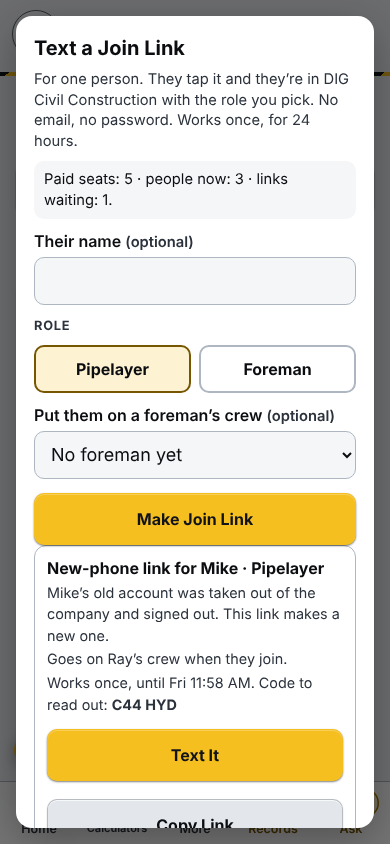 Text a Join Link
For one person. They tap it and they’re in DIG
Civil Construction with the role you pick. No
email, no password. Works once, for 24
hours.
Paid seats: 5 · people now: 3 · links
waiting: 1.
Their name (optional)
ROLE
Pipelayer
Foreman
Put them on a foreman’s crew (optional)
No foreman yet
Make Join Link
New-phone link for Mike · Pipelayer
Mike’s old account was taken out of the
company and signed out. This link makes a
new one.
Goes on Ray’s crew when they join.
Works once, until Fri 11:58 AM. Code to
read out: C44 HYD
Text It
Copy Link
Home Calculators More Records Ask